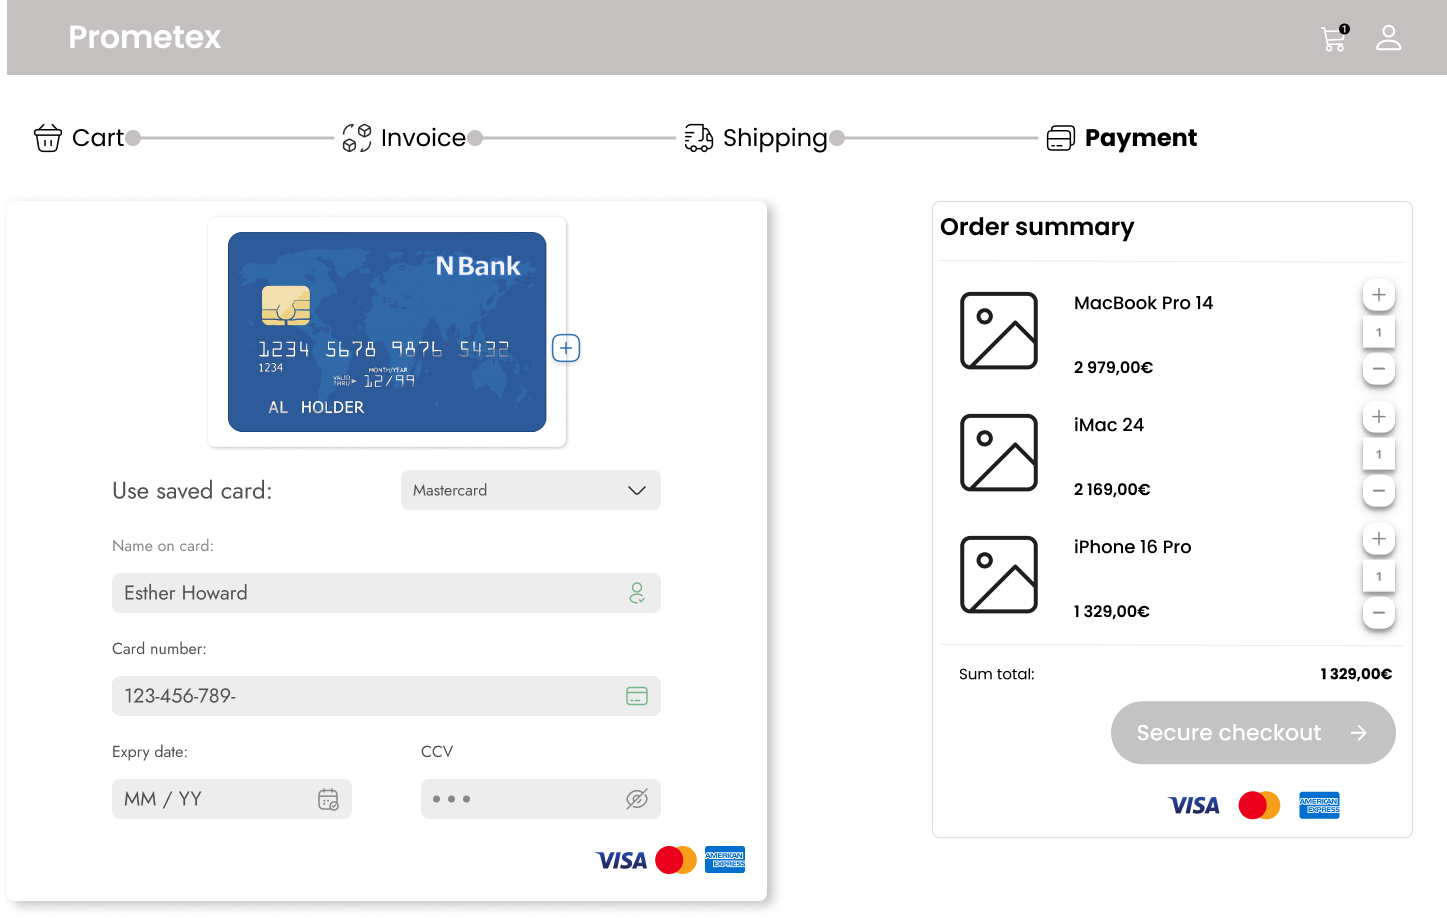 Prometex
1
Cart
Invoice
Shipping
Payment
N Bank
1234 5678 9876 5432
1234
MONTH/YEAR
VALID
THRU
12/99
AL HOLDER
Use saved card:
Mastercard
Name on card:
Esther Howard
Card number:
123-456-789-
Expry date:
CCV
MM / YY
VISA
AMERICAN
EXPRESS
Order summary
MacBook Pro 14
1
2 979,00€
iMac 24
1
2 169,00€
iPhone 16 Pro
1
1 329,00€
Sum total:
1 329,00€
Secure checkout
VISA
AMERICAN
EXPRESS